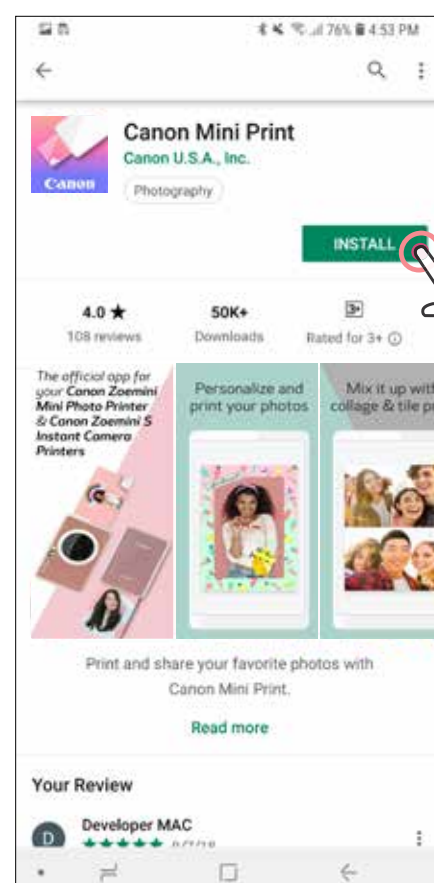 76% 4:53 PM
Canon Mini Print
Canon U.S.A., Inc.
Canon
Photography
INSTALL
4.0 ★
50K+
3+
108 reviews
Downloads
Rated for 3+
The official app for
your Canon Zoemini
Mini Photo Printer
& Canon Zoemini S
Instant Camera
Printers
Personalize and
print your photos
Mix it up with
collage & tile
Print and share your favorite photos with
Canon Mini Print.
Read more
Your Review
D
Developer MAC